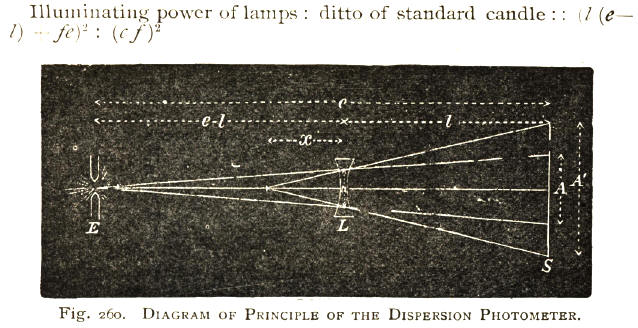 Illuminating power of lamps : ditto of standard candle : : (l (e—
l) — fe)² : (c f)²
e
e-l
l
x
A
A'
E
L
S
Fig. 260. Diagram of Principle of the Dispersion Photometer.